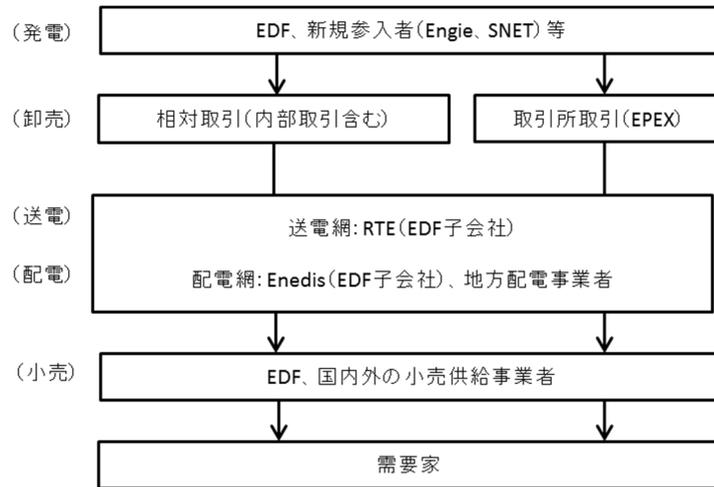 (発電)
EDF、新規参入者(Engie、SNET)等
(卸売)
相対取引(内部取引含む)
取引所取引(EPEX)
(送電)
送電網:RTE(EDF子会社)
(配電)
配電網:Enedis(EDF子会社)、地方配電事業者
(小売)
EDF、国内外の小売供給事業者
需要家